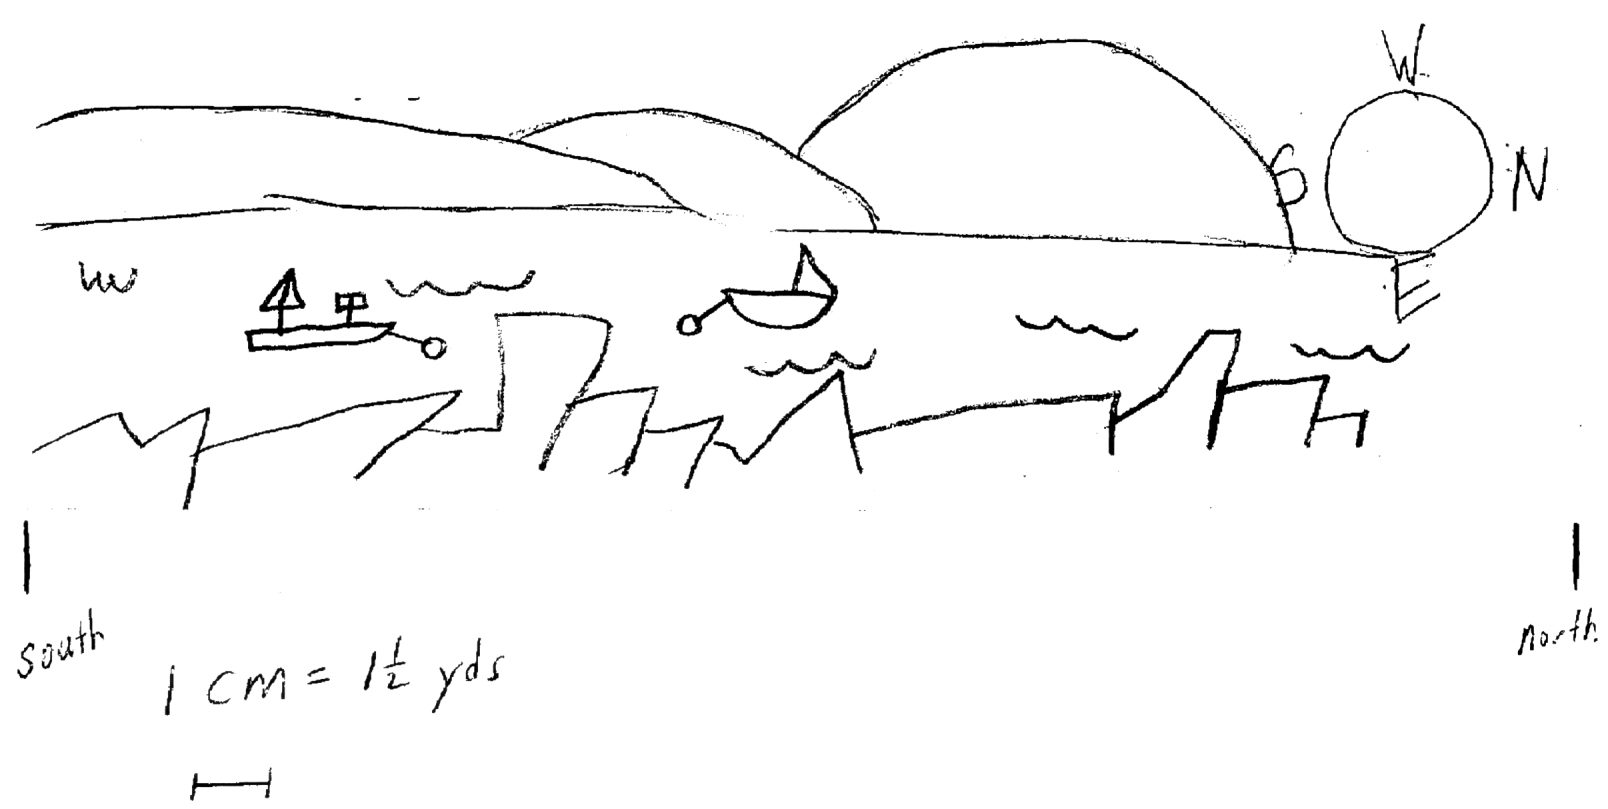 W
S N
E
south north
1 cm = 1½ yds